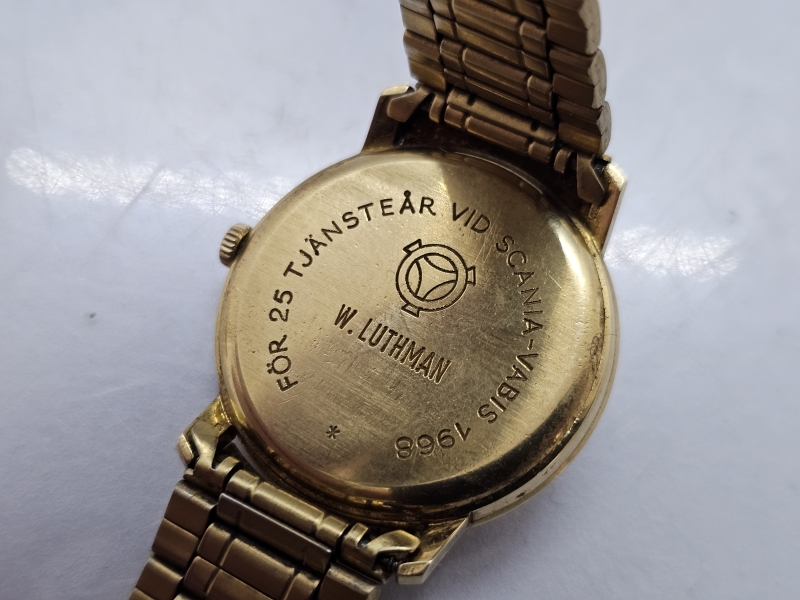 FÖR 25 TJÄNSTEÅR VID SCANIA-VABIS 1968 *
W. LUTHMAN